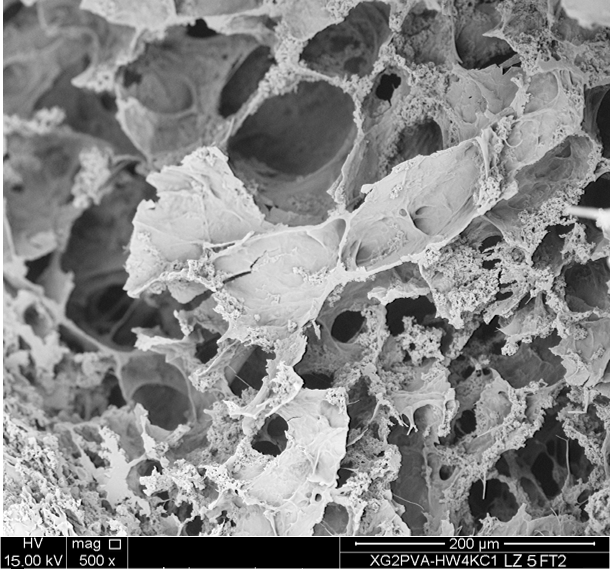 HV mag □ 200 µm
15.00 kV 500 x XG2PVA-HW4KC1 LZ 5 FT2